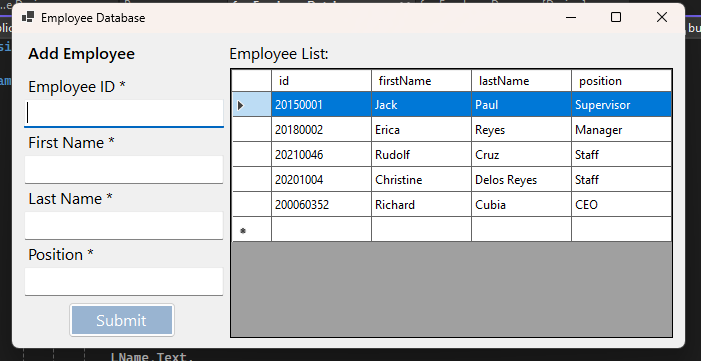 Employee Database
Add Employee
Employee ID *
First Name *
Last Name *
Position *
Submit
Employee List:
id firstName lastName position
20150001 Jack Paul Supervisor
20180002 Erica Reyes Manager
20210046 Rudolf Cruz Staff
20201004 Christine Delos Reyes Staff
200060352 Richard Cubia CEO
*
LName.Text,